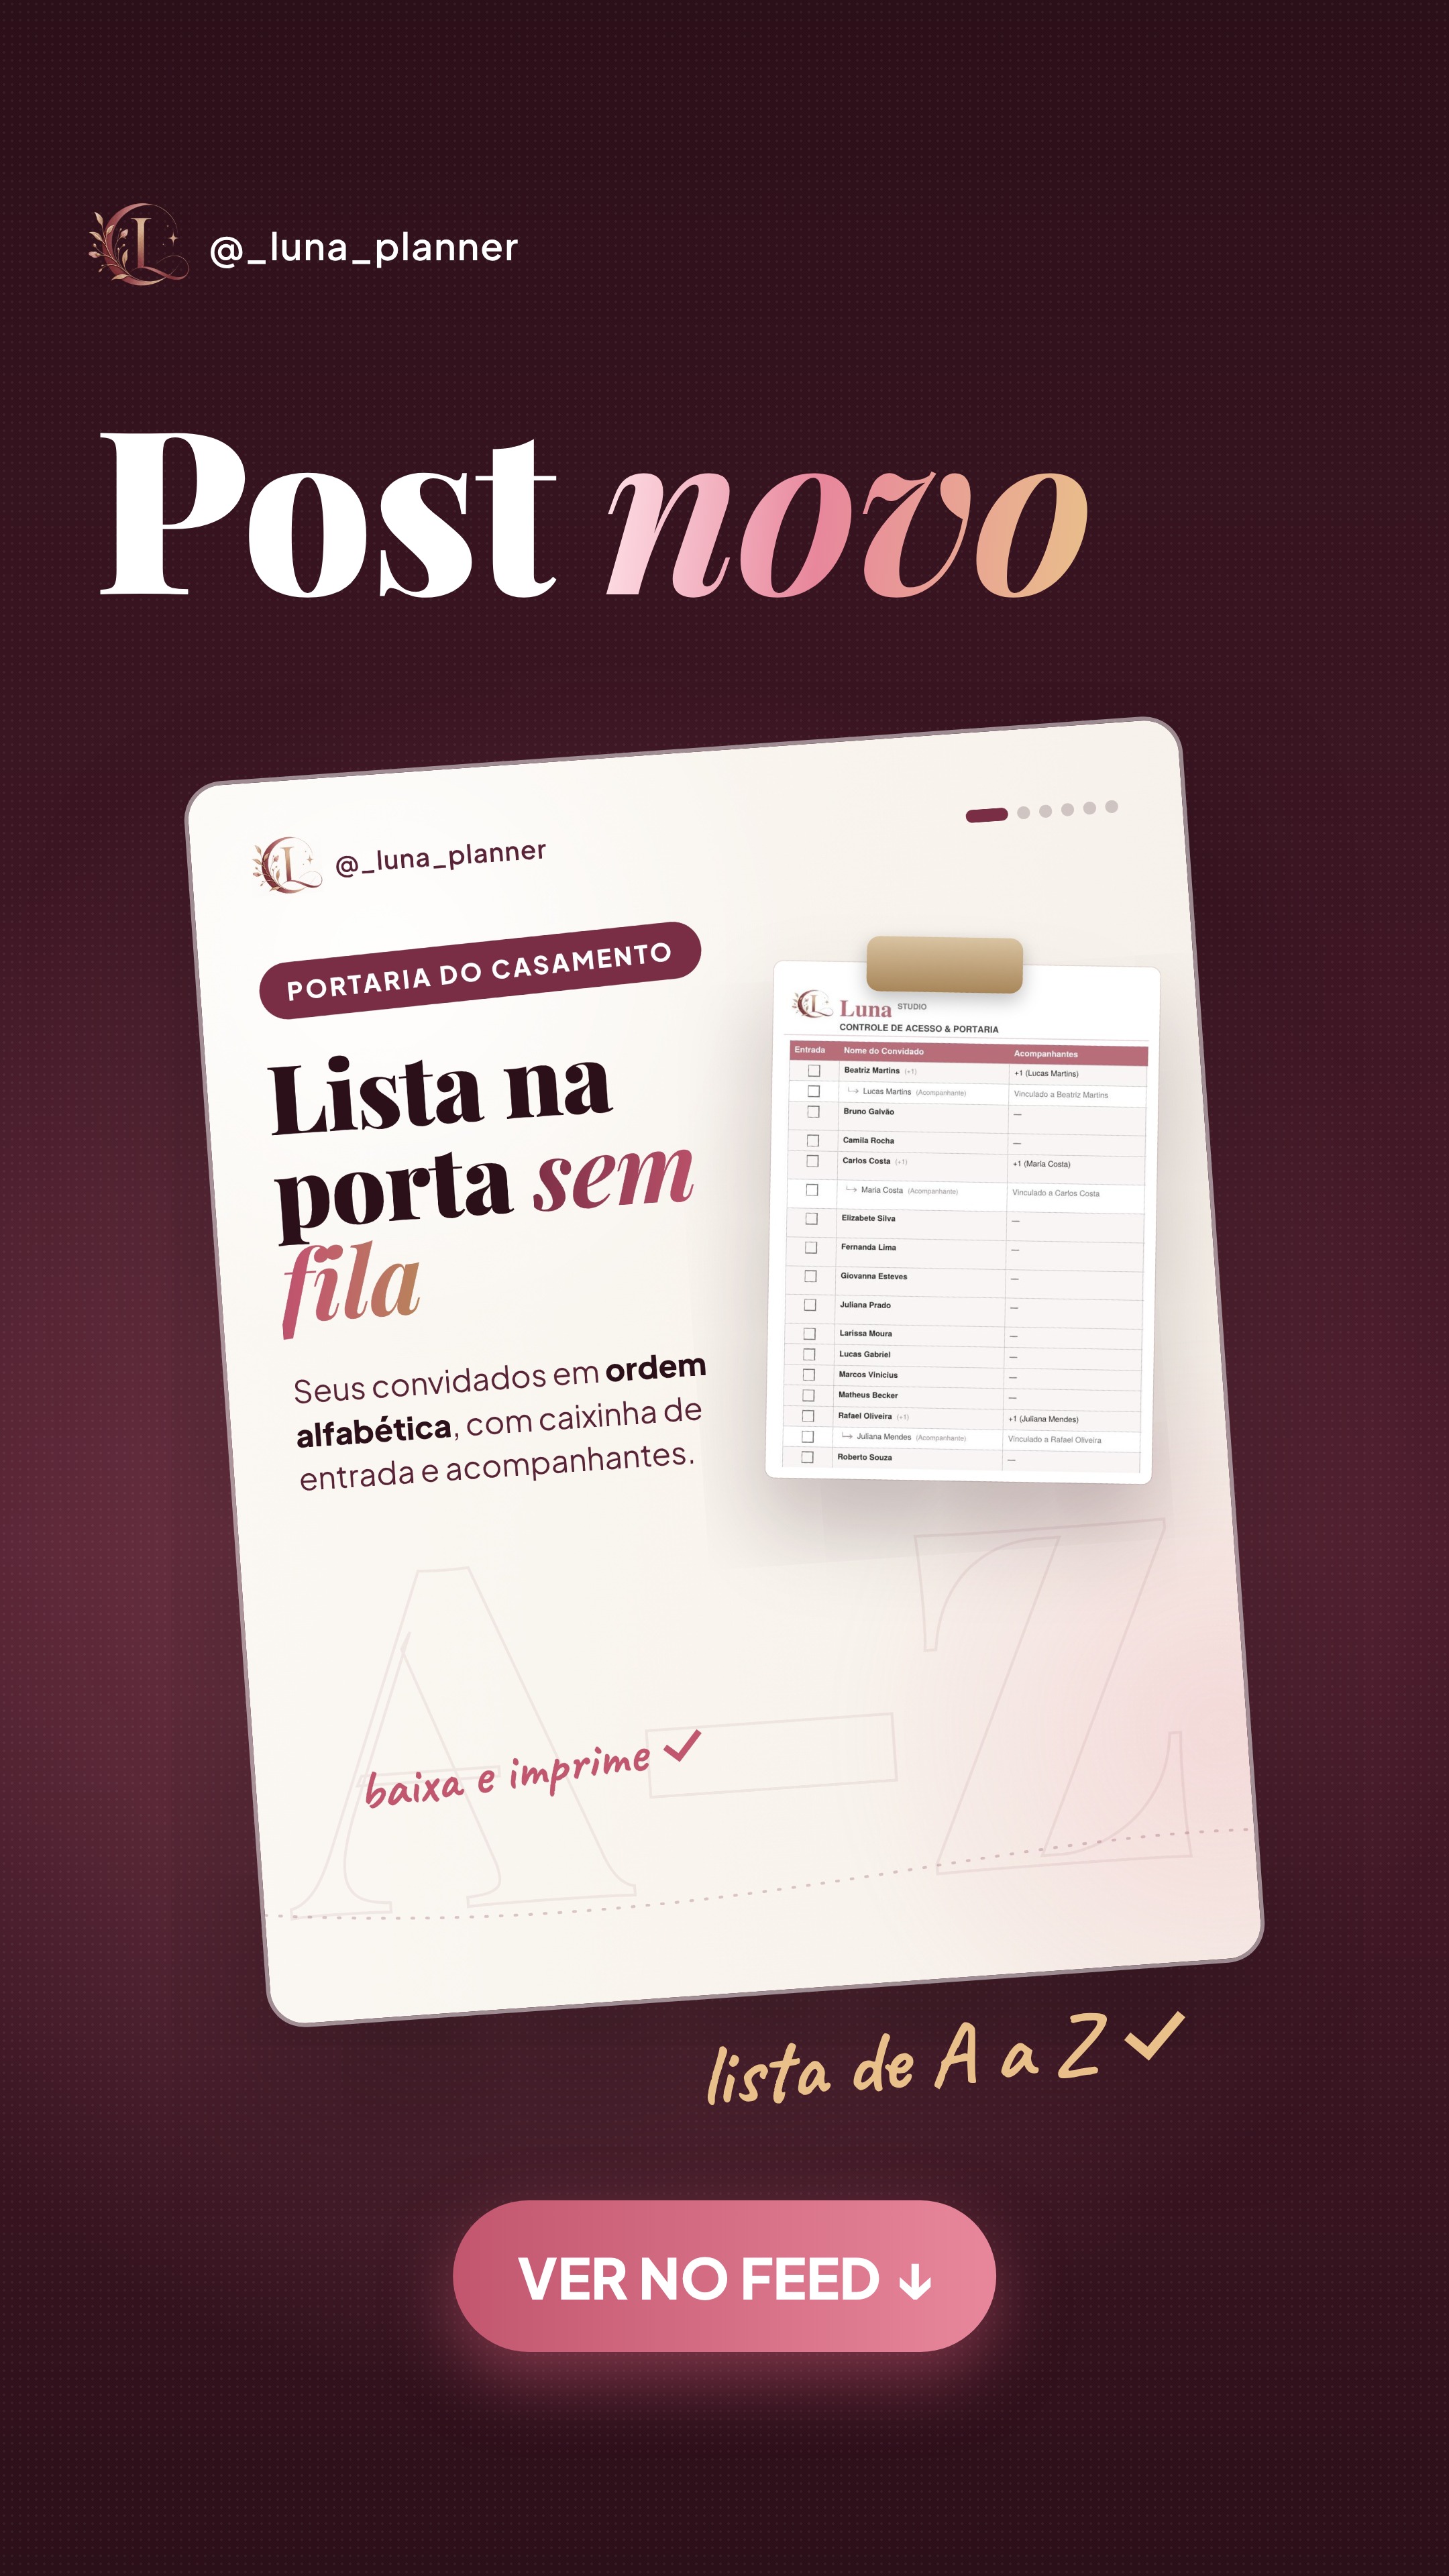 @_luna_planner
Post novo
@_luna_planner
PORTARIA DO CASAMENTO
Lista na
porta sem
fila
Seus convidados em ordem
alfabética, com caixinha de
entrada e acompanhantes.
Luna STUDIO
CONTROLE DE ACESSO & PORTARIA
Entrada Nome do Convidado Acompanhantes
Beatriz Martins (+1) +1 (Lucas Martins)
↳ Lucas Martins (Acompanhante) Vinculado a Beatriz Martins
Bruno Galvão —
Camila Rocha —
Carlos Costa (+1) +1 (Maria Costa)
↳ Maria Costa (Acompanhante) Vinculado a Carlos Costa
Elizabete Silva —
Fernanda Lima —
Giovanna Esteves —
Juliana Prado —
Larissa Moura —
Lucas Gabriel —
Marcos Vinicius —
Matheus Becker —
Rafael Oliveira (+1) +1 (Juliana Mendes)
↳ Juliana Mendes (Acompanhante) Vinculado a Rafael Oliveira
Roberto Souza —
A–Z
baixa e imprime ✓
lista de A a Z ✓
VER NO FEED ↓